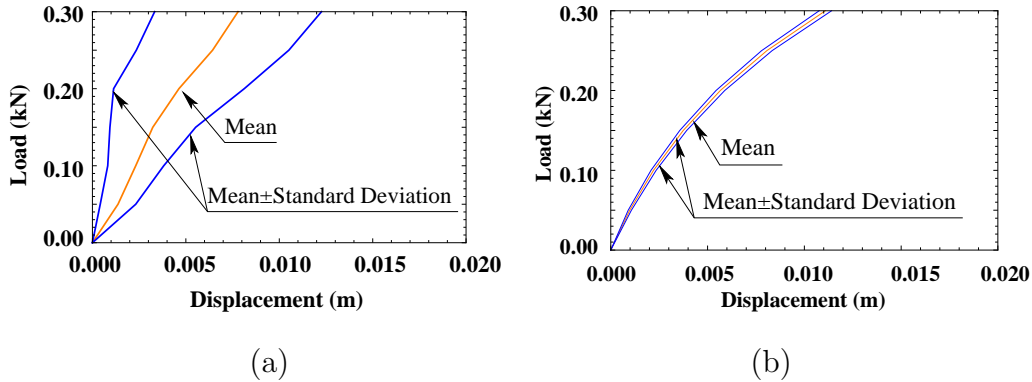 0.30
0.20
0.10
0.00
Load (kN)
Mean
Mean±Standard Deviation
0.000 0.005 0.010 0.015 0.020
Displacement (m)
(a)
0.30
0.20
0.10
0.00
Load (kN)
Mean
Mean±Standard Deviation
0.000 0.005 0.010 0.015 0.020
Displacement (m)
(b)